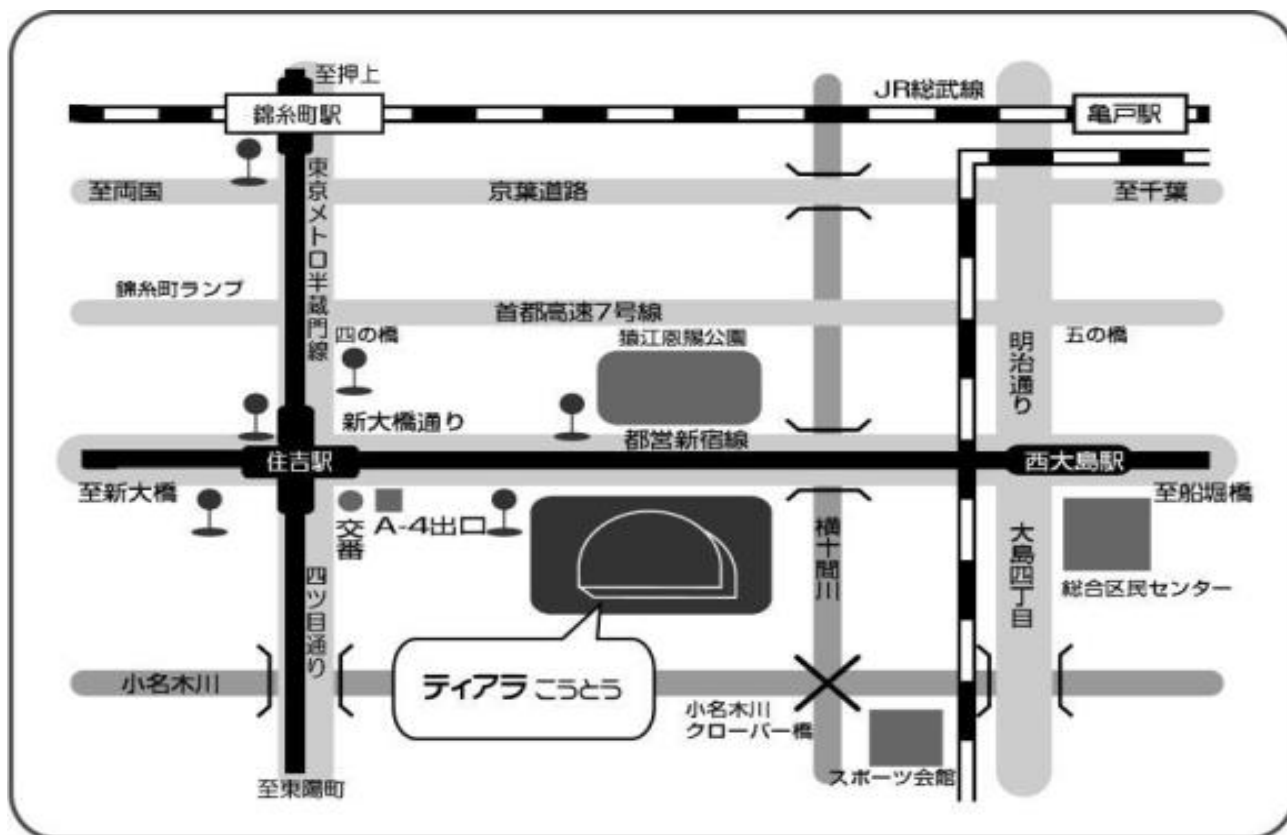 至押上
JR総武線
錦糸町駅
亀戸駅
東京メトロ半蔵門線
至両国
京葉道路
至千葉
錦糸町ランプ
首都高速7号線
四の橋
猿江恩賜公園
明治通り
五の橋
新大橋通り
都営新宿線
住吉駅
西大島駅
至新大橋
至船堀橋
交番
A-4出口
横十間川
大島四丁目
総合区民センター
四ツ目通り
小名木川
ティアラこうとう
小名木川
クローバー橋
スポーツ会館
至東陽町